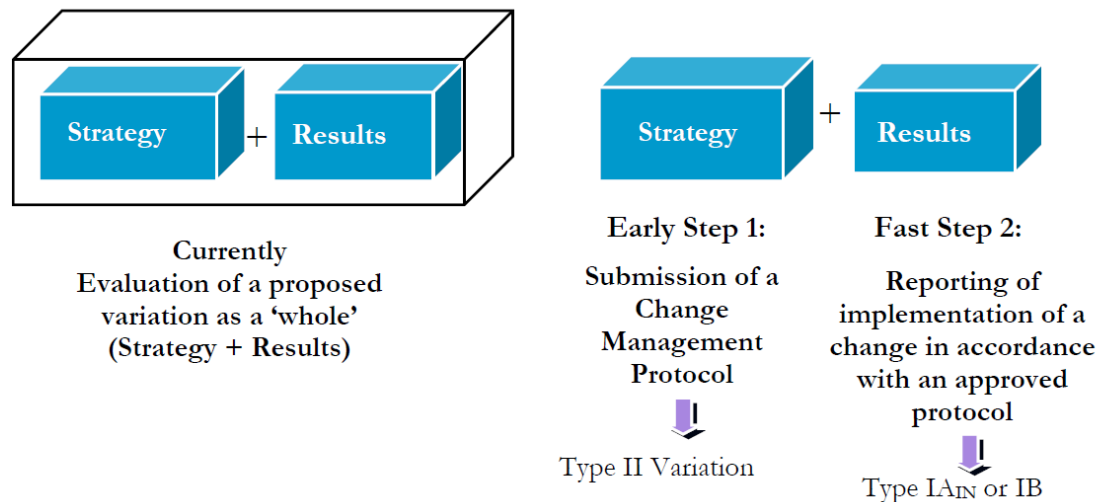 Strategy + Results
Currently
Evaluation of a proposed
variation as a ‘whole’
(Strategy + Results)
Strategy + Results
Early Step 1:
Submission of a
Change
Management
Protocol
Type II Variation
Fast Step 2:
Reporting of
implementation of a
change in accordance
with an approved
protocol
Type IAIN or IB